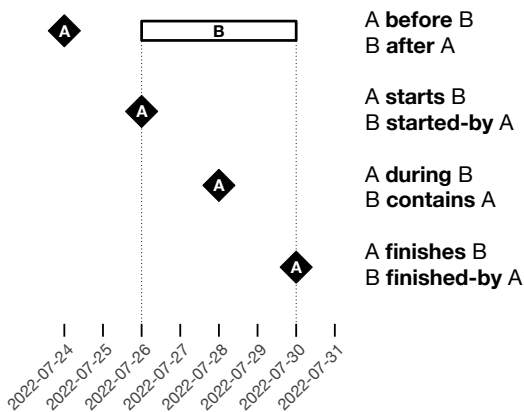 A B A before B
B after A
A A starts B
B started-by A
A A during B
B contains A
A A finishes B
B finished-by A
2022-07-24
2022-07-25
2022-07-26
2022-07-27
2022-07-28
2022-07-29
2022-07-30
2022-07-31